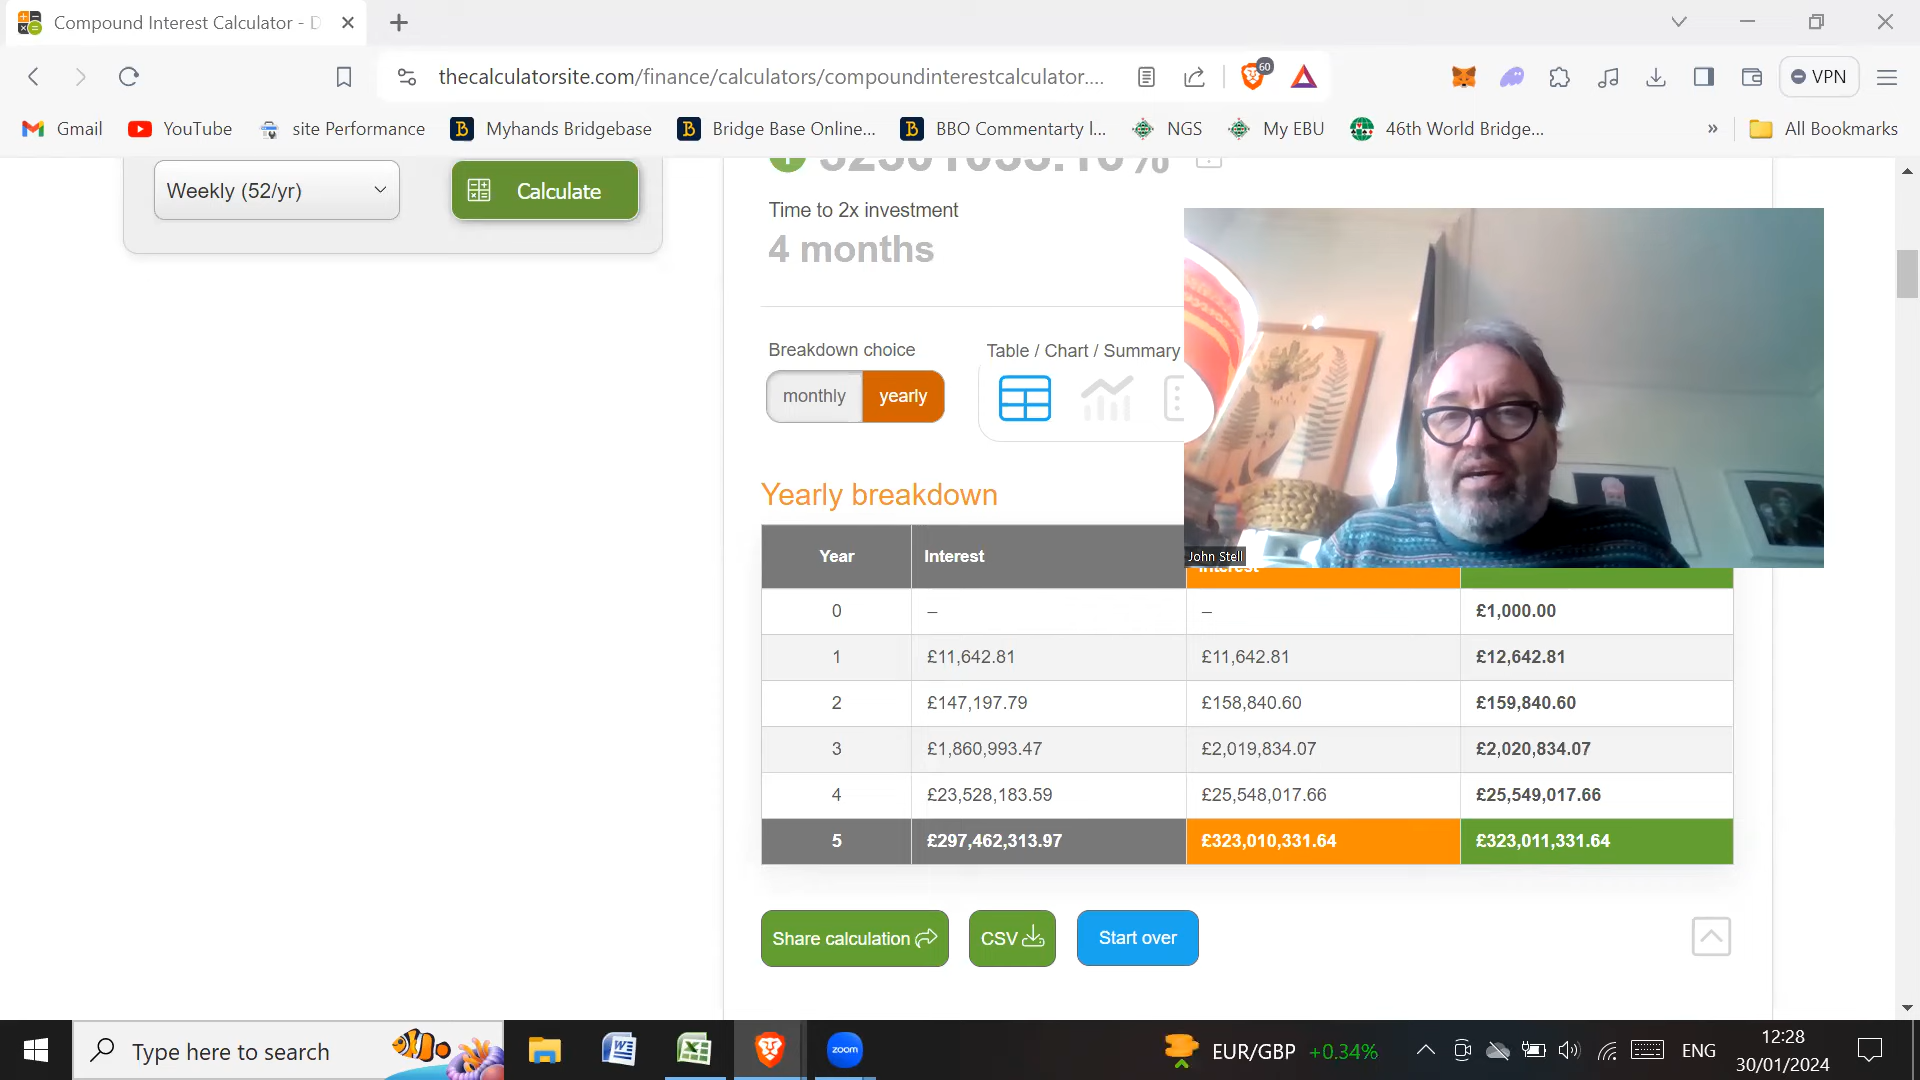 Compound Interest Calculator - D
thecalculatorsite.com/finance/calculators/compoundinterestcalculator....
60
VPN
Gmail
YouTube
site Performance
Myhands Bridgebase
Bridge Base Online...
BBO Commentarty l...
NGS
My EBU
46th World Bridge...
»
All Bookmarks
Weekly (52/yr)
Calculate
Time to 2x investment
4 months
Breakdown choice
Table / Chart / Summary
monthly
yearly
Yearly breakdown
John Stell
Year Interest Interest
0 – – £1,000.00
1 £11,642.81 £11,642.81 £12,642.81
2 £147,197.79 £158,840.60 £159,840.60
3 £1,860,993.47 £2,019,834.07 £2,020,834.07
4 £23,528,183.59 £25,548,017.66 £25,549,017.66
5 £297,462,313.97 £323,010,331.64 £323,011,331.64
Share calculation
CSV
Start over
Type here to search
zoom
EUR/GBP +0.34%
ENG
12:28
30/01/2024